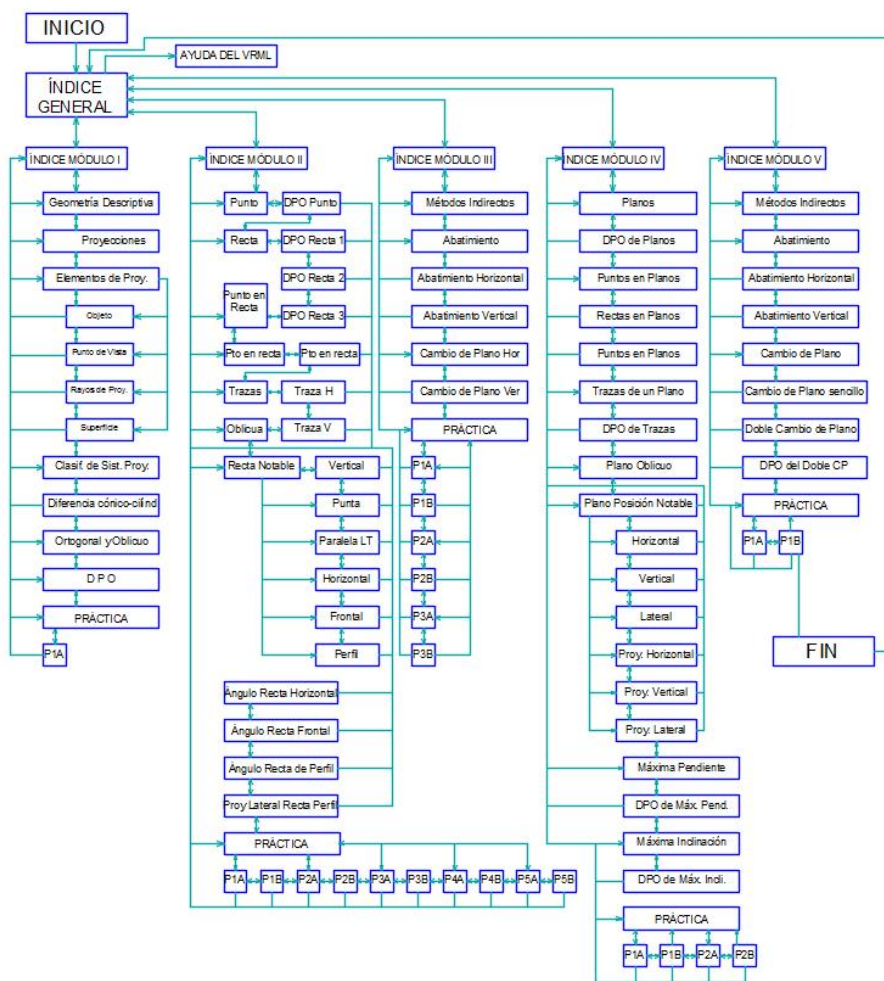 INICIO
AYUDA DEL VRML
ÍNDICE
GENERAL
ÍNDICE MÓDULO I
Geometría Descriptiva
Proyecciones
Elementos de Proy.
Objeto
Punto de Vista
Rayos de Proy.
Superficie
Clasif. de Sist. Proy.
Diferencia cónico-cilínd
Ortogonal yOblicuo
D P O
PRÁCTICA
P1A
ÍNDICE MÓDULO II
Punto
DPO Punto
Recta
DPO Recta 1
DPO Recta 2
Punto en
Recta
DPO Recta 3
Pto en recta
Pto en recta
Trazas
Traza H
Oblicua
Traza V
Recta Notable
Vertical
Punta
Paralela LT
Horizontal
Frontal
Perfil
Ángulo Recta Horizontal
Ángulo Recta Frontal
Ángulo Recta de Perfil
Proy Lateral Recta Perfil
PRÁCTICA
P1A
P1B
P2A
P2B
P3A
P3B
P4A
P4B
P5A
P5B
ÍNDICE MÓDULO III
Métodos Indirectos
Abatimiento
Abatimiento Horizontal
Abatimiento Vertical
Cambio de Plano Hor
Cambio de Plano Ver
PRÁCTICA
P1A
P1B
P2A
P2B
P3A
P3B
ÍNDICE MÓDULO IV
Planos
DPO de Planos
Puntos en Planos
Rectas en Planos
Puntos en Planos
Trazas de un Plano
DPO de Trazas
Plano Oblicuo
Plano Posición Notable
Horizontal
Vertical
Lateral
Proy. Horizontal
Proy. Vertical
Proy. Lateral
Máxima Pendiente
DPO de Máx. Pend.
Máxima Inclinación
DPO de Máx. Incli.
PRÁCTICA
P1A
P1B
P2A
P2B
ÍNDICE MÓDULO V
Métodos Indirectos
Abatimiento
Abatimiento Horizontal
Abatimiento Vertical
Cambio de Plano
Cambio de Plano sencillo
Doble Cambio de Plano
DPO del Doble CP
PRÁCTICA
P1A
P1B
FIN